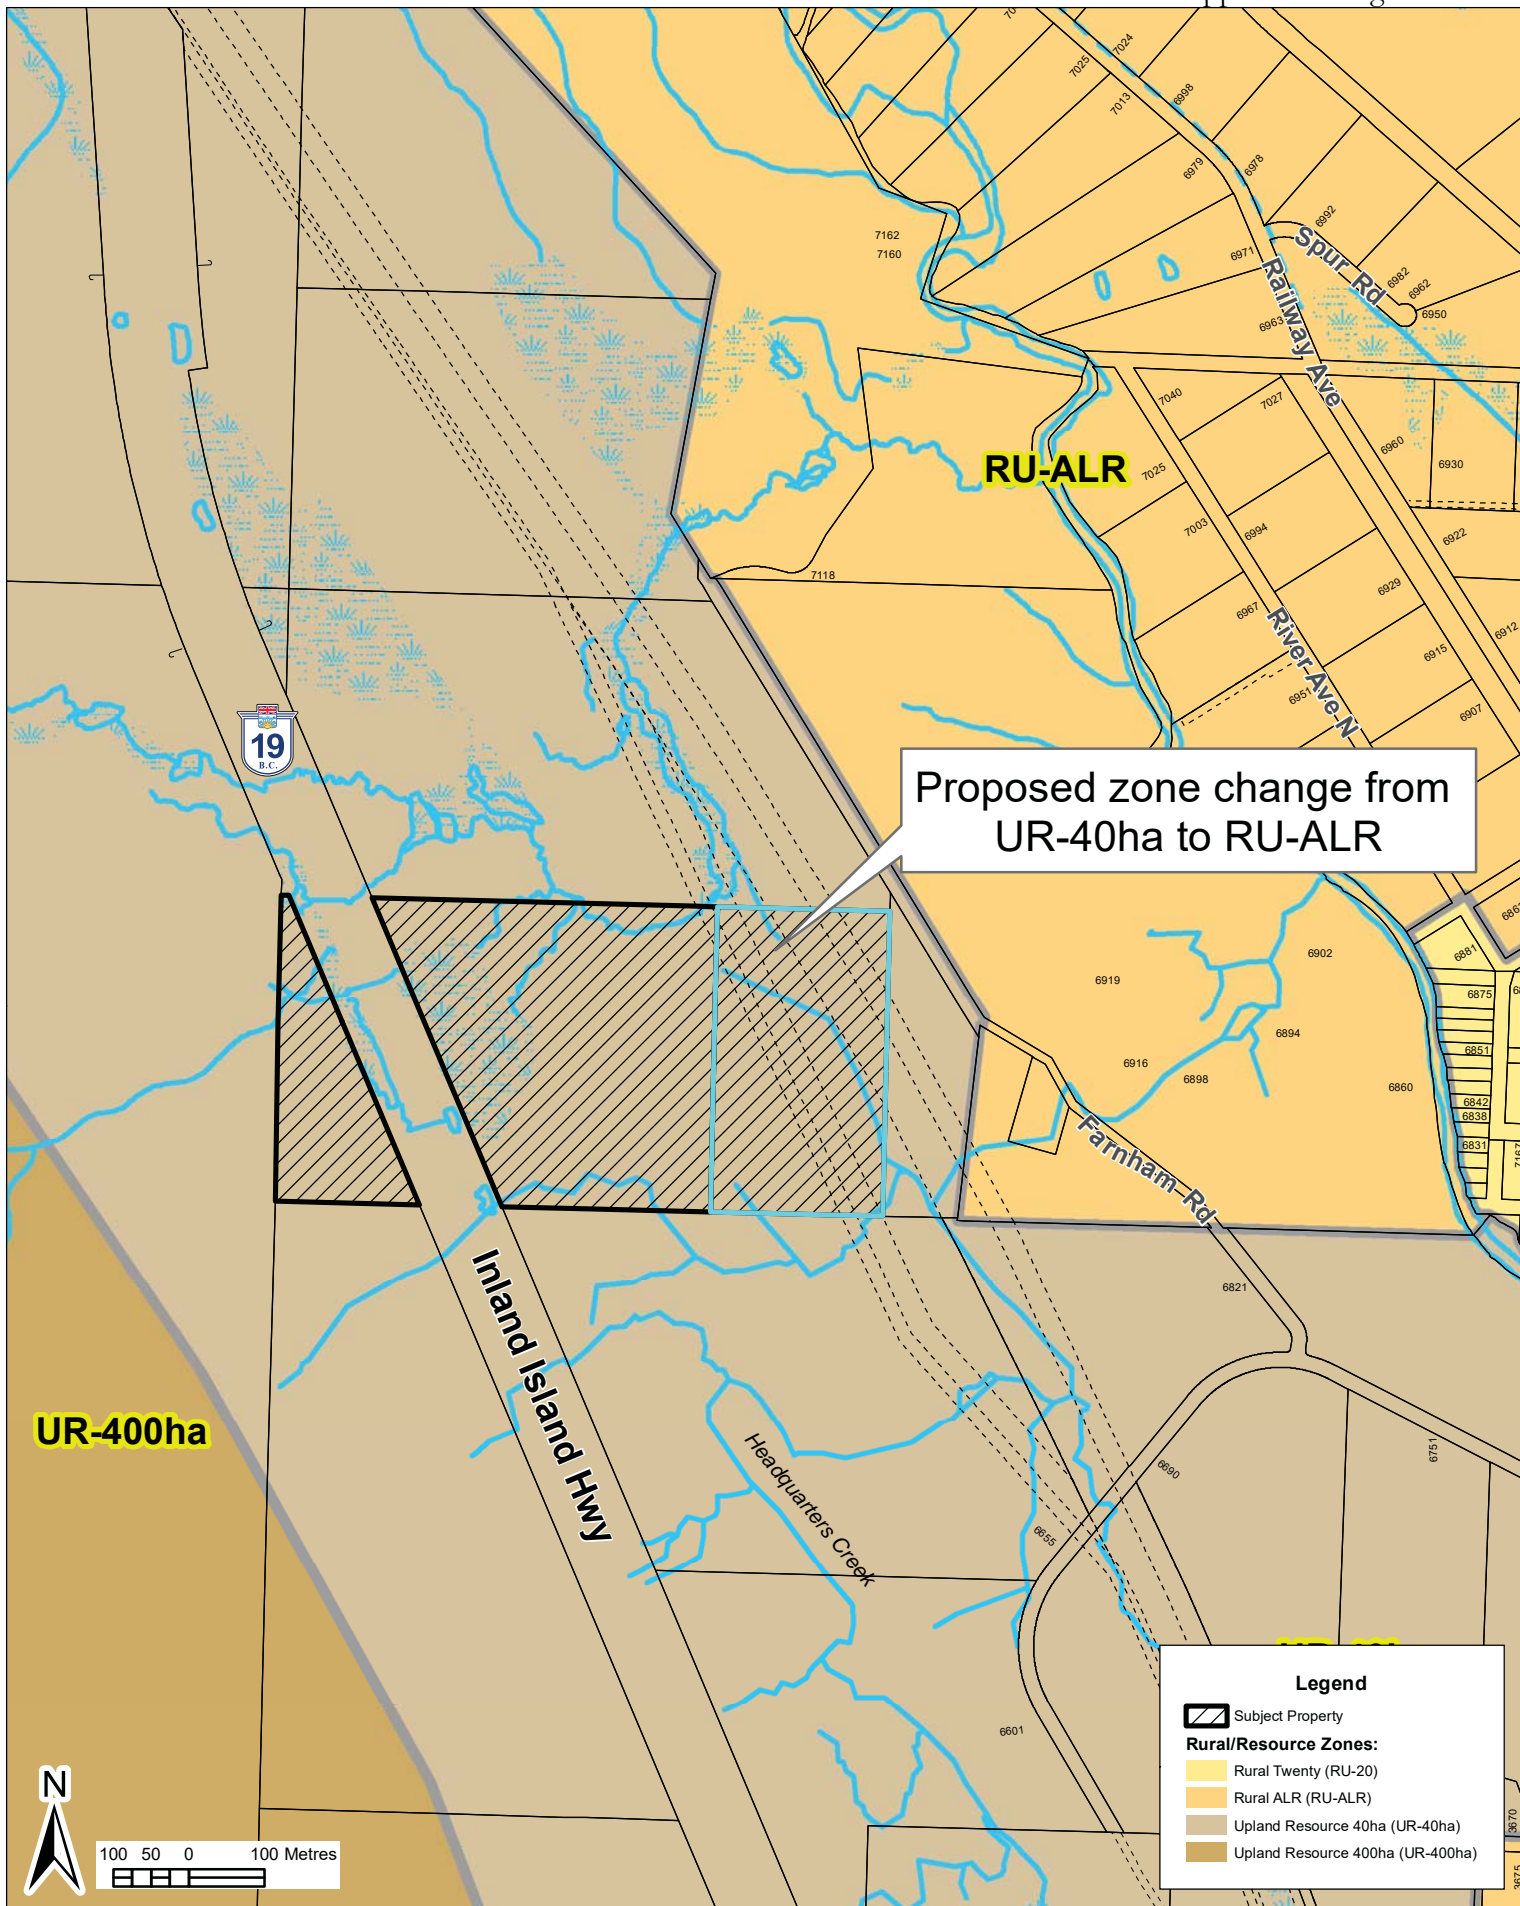 7024
7025
6998
7013
6979
6978
7162
7160
6992
Spur Rd
6971
6982
6962
6950
Railway Ave
6963
7040
7027
6960
6930
RU-ALR
7025
7003
6994
6922
7118
6929
6967
6912
River Ave N
6915
6951
6907
19
B.C.
Proposed zone change from
UR-40ha to RU-ALR
6902
6881
6919
6875
6894
6851
6916
6898
6860
6842
6838
6831
7167
Farnham Rd
6821
Inland Island Hwy
UR-400ha
Headquarters Creek
6751
6690
6655
6601
Legend
Subject Property
Rural/Resource Zones:
Rural Twenty (RU-20)
Rural ALR (RU-ALR)
Upland Resource 40ha (UR-40ha)
Upland Resource 400ha (UR-400ha)
3670
3675
N
100 50 0 100 Metres